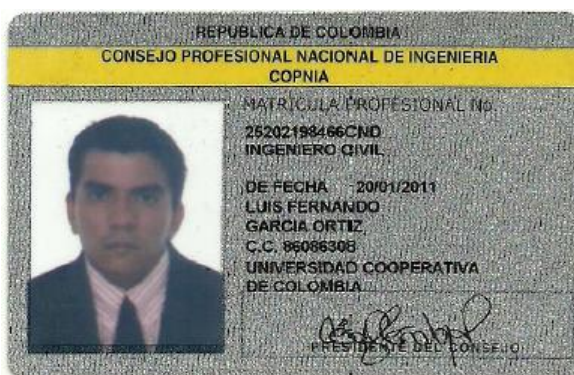 REPUBLICA DE COLOMBIA
CONSEJO PROFESIONAL NACIONAL DE INGENIERIA
COPNIA
MATRICULA PROFESIONAL No.
25202198466CND
INGENIERO CIVIL
DE FECHA 20/01/2011
LUIS FERNANDO
GARCIA ORTIZ
C.C. 86086308
UNIVERSIDAD COOPERATIVA
DE COLOMBIA
PRESIDENTE DEL CONSEJO